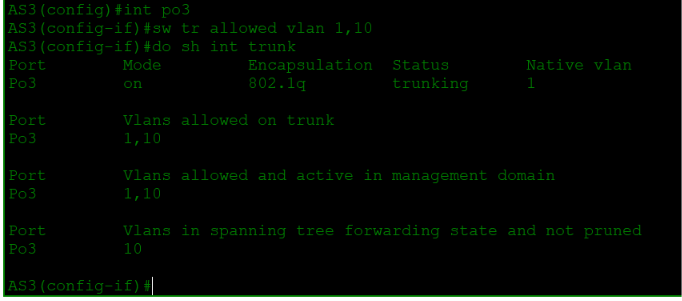 AS3(config)#int po3
AS3(config-if)#sw tr allowed vlan 1,10
AS3(config-if)#do sh int trunk
Port Mode Encapsulation Status Native vlan
Po3 on 802.1q trunking 1
Port Vlans allowed on trunk
Po3 1,10
Port Vlans allowed and active in management domain
Po3 1,10
Port Vlans in spanning tree forwarding state and not pruned
Po3 10
AS3(config-if)#